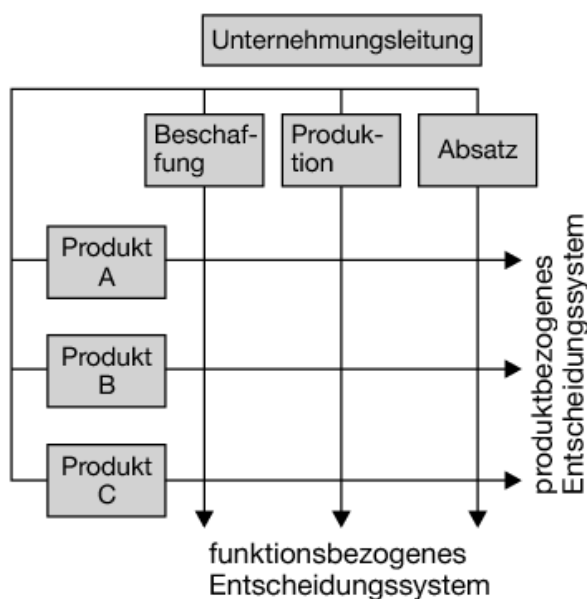 Unternehmungsleitung
Beschaf-
fung
Produk-
tion
Absatz
Produkt
A
Produkt
B
Produkt
C
produktbezogenes
Entscheidungssystem
funktionsbezogenes
Entscheidungssystem